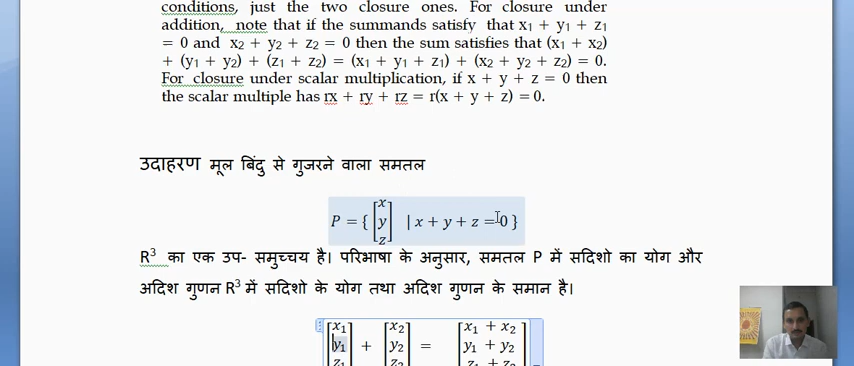 conditions, just the two closure ones. For closure under
addition, note that if the summands satisfy that x1 + y1 + z1
= 0 and x2 + y2 + z2 = 0 then the sum satisfies that (x1 + x2)
+ (y1 + y2) + (z1 + z2) = (x1 + y1 + z1) + (x2 + y2 + z2) = 0.
For closure under scalar multiplication, if x + y + z = 0 then
the scalar multiple has rx + ry + rz = r(x + y + z) = 0.
उदाहरण मूल बिंदु से गुजरने वाला समतल
P = { [x y z] | x + y + z = 0 }
R³ का एक उप- समुच्चय है। परिभाषा के अनुसार, समतल P में सदिशो का योग और
अदिश गुणन R³ में सदिशो के योग तथा अदिश गुणन के समान है।
[x₁ y₁ z₁] + [x₂ y₂ z₂] = [x₁ + x₂ y₁ + y₂ z₁ + z₂]